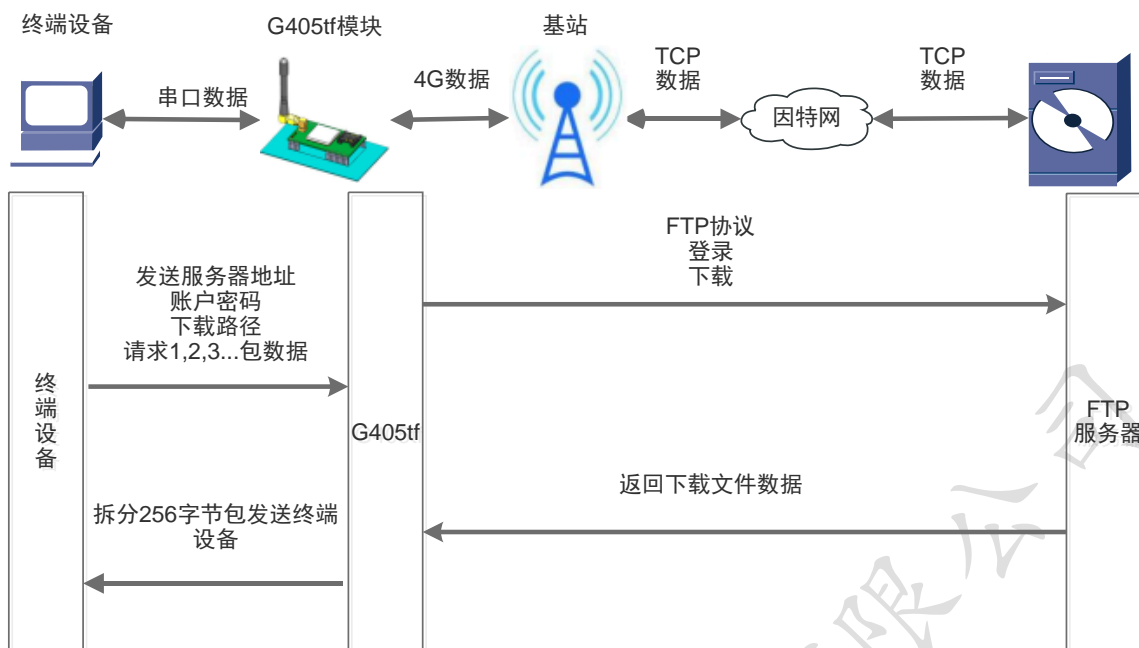 终端设备
G405tf模块
基站
串口数据
4G数据
TCP
数据
因特网
TCP
数据
FTP协议
登录
下载
发送服务器地址
账户密码
下载路径
请求1,2,3...包数据
终
端
设
备
G405tf
FTP
服务器
返回下载文件数据
拆分256字节包发送终端
设备
限公司